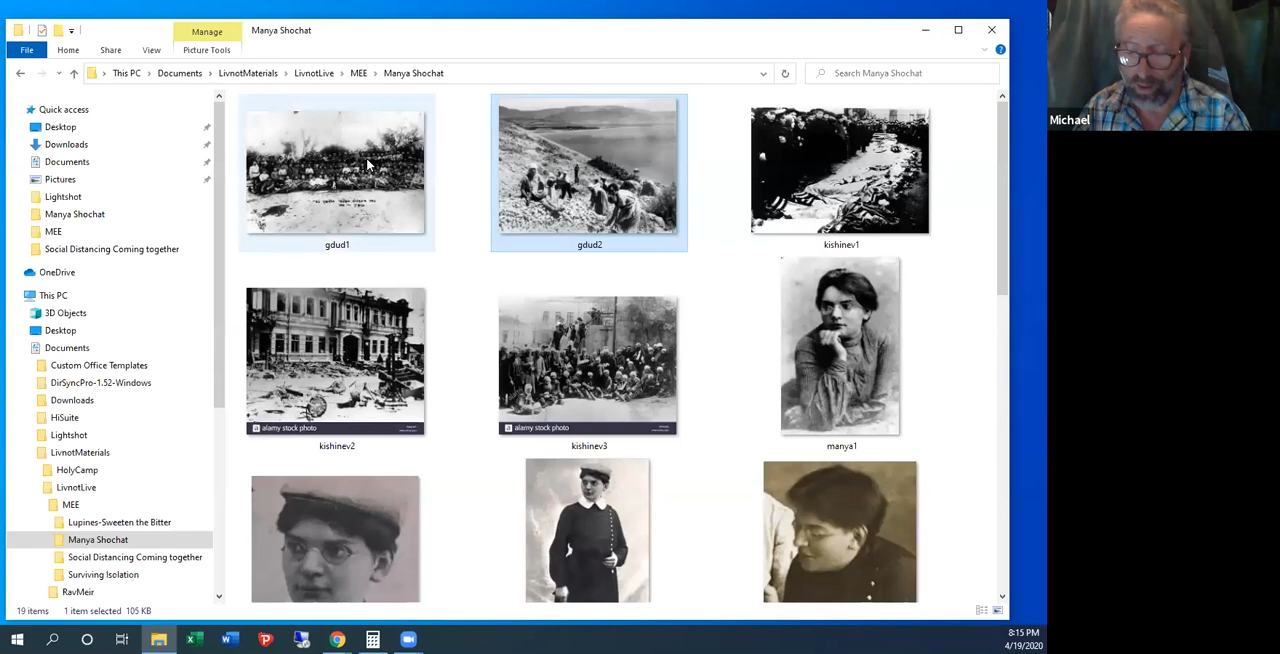 Manage
Manya Shochat
File
Home
Share
View
Picture Tools
This PC
Documents
LivnotMaterials
LivnotLive
MEE
Manya Shochat
Search Manya Shochat
Quick access
Desktop
Downloads
Documents
Pictures
Lightshot
Manya Shochat
MEE
Social Distancing Coming together
OneDrive
This PC
3D Objects
Desktop
Documents
Custom Office Templates
DirSyncPro-1.52-Windows
Downloads
HiSuite
Lightshot
LivnotMaterials
HolyCamp
LivnotLive
MEE
Lupines-Sweeten the Bitter
Manya Shochat
Social Distancing Coming together
Surviving Isolation
RavMeir
gdud1
gdud2
kishinev1
a alamy stock photo
a alamy stock photo
kishinev2
kishinev3
manya1
19 items
1 item selected 105 KB
8:15 PM
4/19/2020
Michael